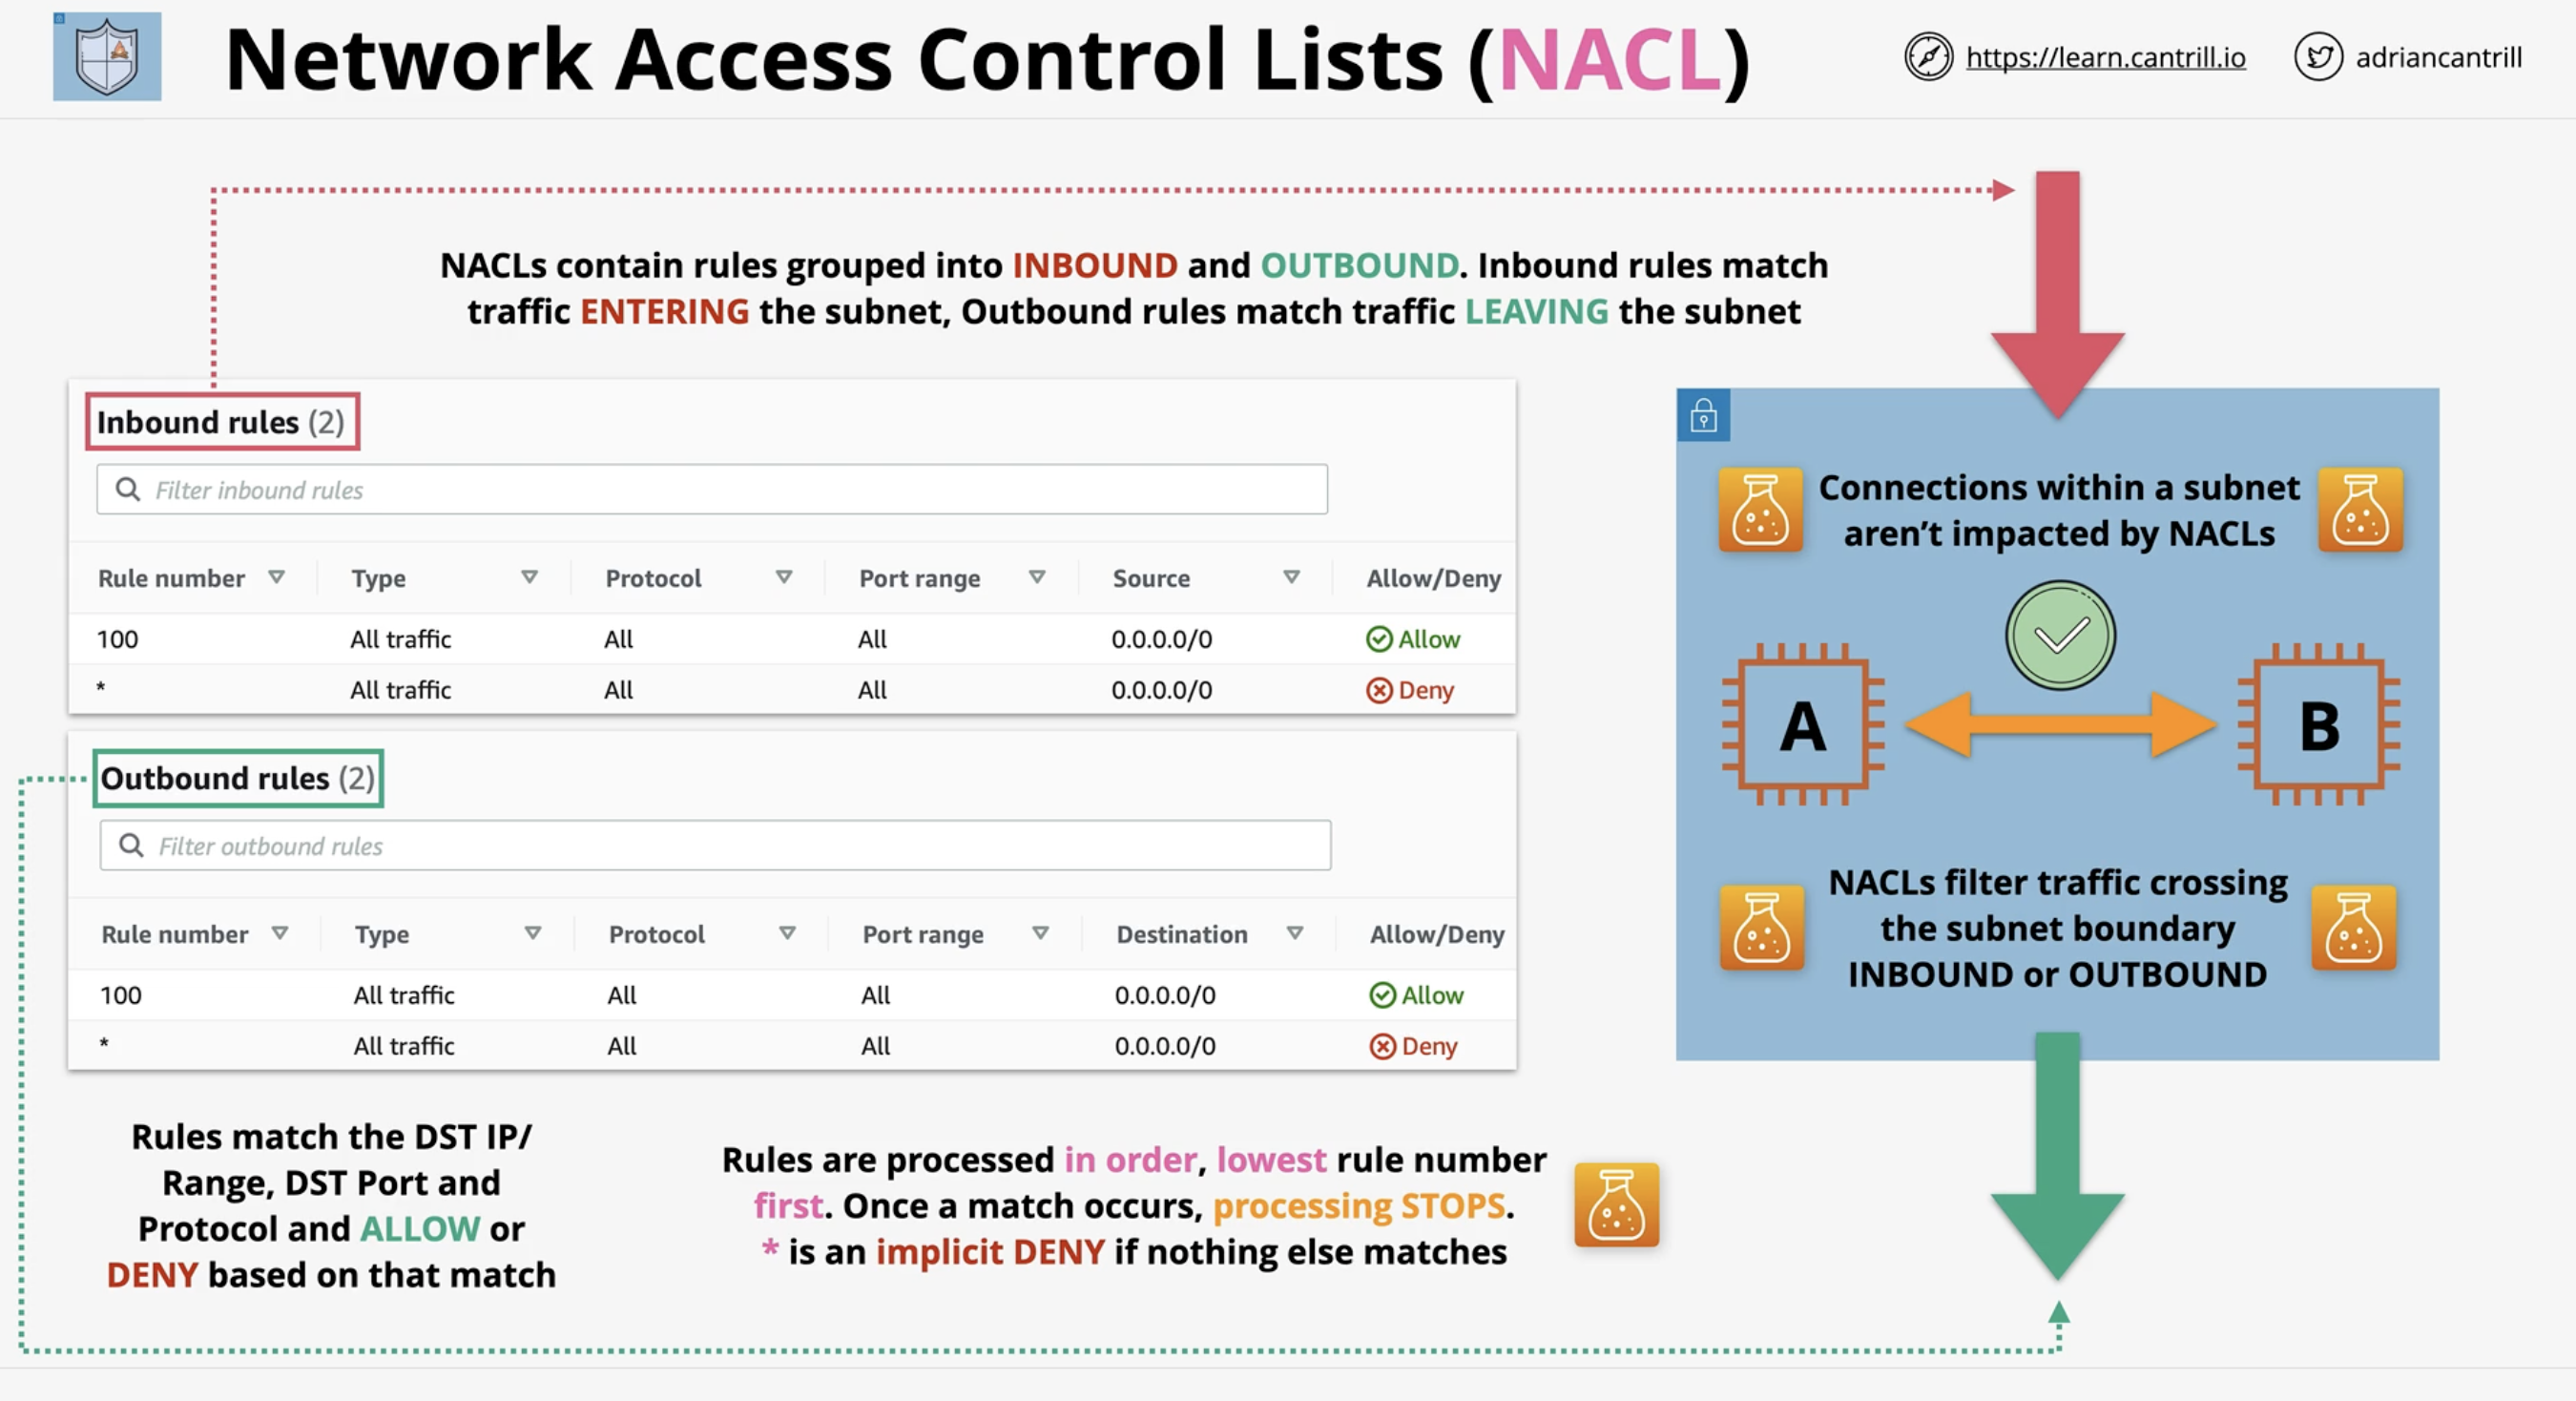 Network Access Control Lists (NACL)
https://learn.cantrill.io
adriancantrill
NACLs contain rules grouped into INBOUND and OUTBOUND. Inbound rules match
traffic ENTERING the subnet, Outbound rules match traffic LEAVING the subnet
Inbound rules (2)
Filter inbound rules
Rule number Type Protocol Port range Source Allow/Deny
100 All traffic All All 0.0.0.0/0 Allow
* All traffic All All 0.0.0.0/0 Deny
Outbound rules (2)
Filter outbound rules
Rule number Type Protocol Port range Destination Allow/Deny
100 All traffic All All 0.0.0.0/0 Allow
* All traffic All All 0.0.0.0/0 Deny
Connections within a subnet
aren’t impacted by NACLs
A
B
NACLs filter traffic crossing
the subnet boundary
INBOUND or OUTBOUND
Rules match the DST IP/
Range, DST Port and
Protocol and ALLOW or
DENY based on that match
Rules are processed in order, lowest rule number
first. Once a match occurs, processing STOPS.
* is an implicit DENY if nothing else matches